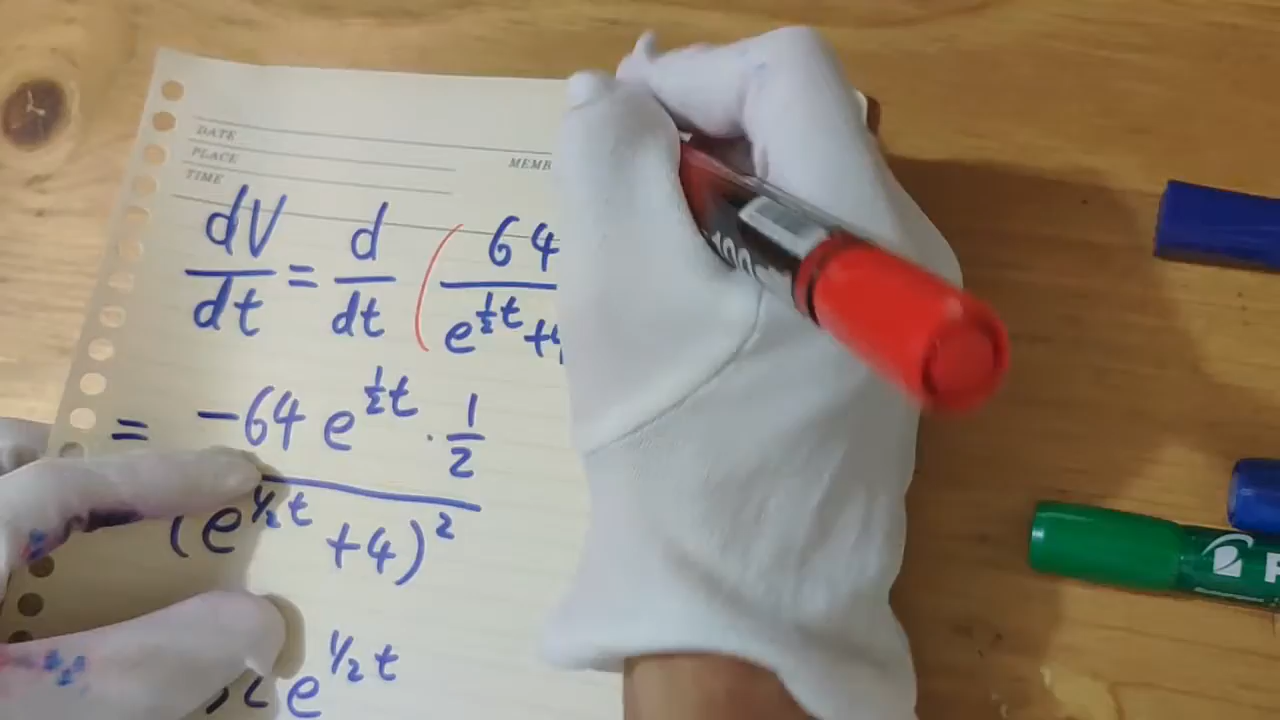 DATE
PLACE
TIME
dV/dt = d/dt ( 64 / e^½t +4
= -64 e^½t · 1/2 / (e^½t +4)²
e^½t